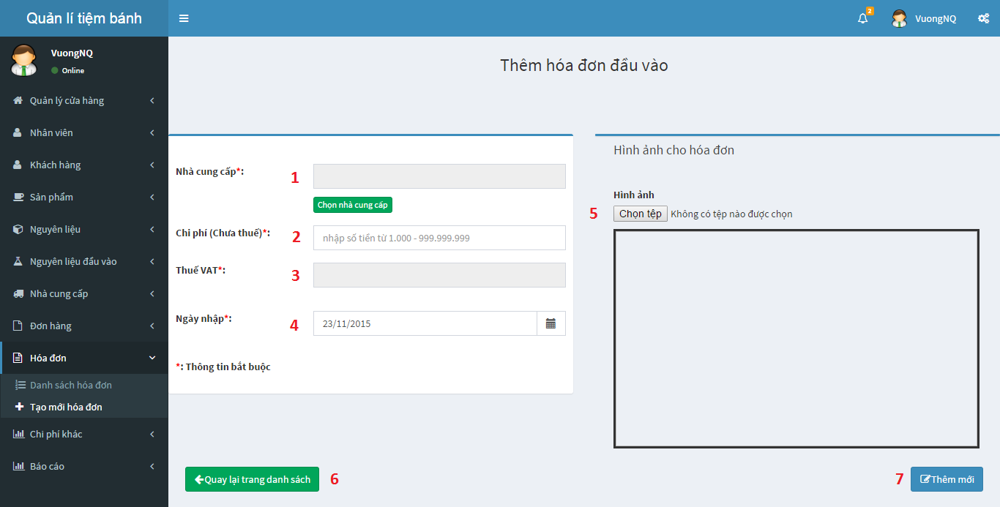 Quản lí tiệm bánh
2
VuongNQ
VuongNQ
Online
Quản lý cửa hàng
Nhân viên
Khách hàng
Sản phẩm
Nguyên liệu
Nguyên liệu đầu vào
Nhà cung cấp
Đơn hàng
Hóa đơn
Danh sách hóa đơn
Tạo mới hóa đơn
Chi phí khác
Báo cáo
Thêm hóa đơn đầu vào
Nhà cung cấp*:
1
Chọn nhà cung cấp
Chi phí (Chưa thuế)*:
2
nhập số tiền từ 1.000 - 999.999.999
Thuế VAT*:
3
Ngày nhập*:
4
23/11/2015
*: Thông tin bắt buộc
Hình ảnh cho hóa đơn
Hình ảnh
5
Chọn tệp Không có tệp nào được chọn
Quay lại trang danh sách
6
7
Thêm mới